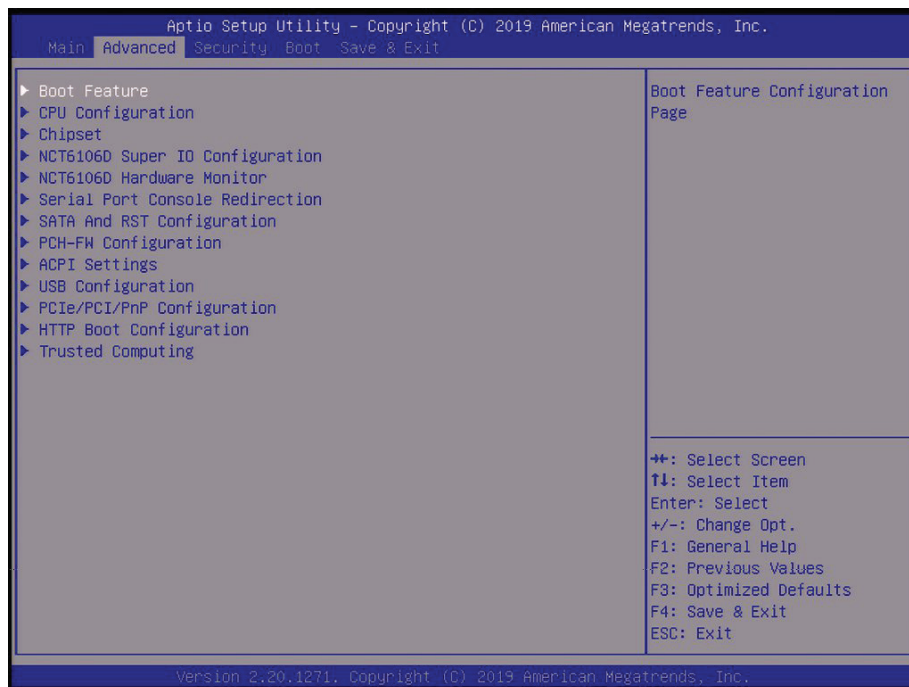 Aptio Setup Utility – Copyright (C) 2019 American Megatrends, Inc.
Main Advanced Security Boot Save & Exit
Boot Feature
CPU Configuration
Chipset
NCT6106D Super IO Configuration
NCT6106D Hardware Monitor
Serial Port Console Redirection
SATA And RST Configuration
PCH-FW Configuration
ACPI Settings
USB Configuration
PCIe/PCI/PnP Configuration
HTTP Boot Configuration
Trusted Computing
Boot Feature Configuration
Page
→←: Select Screen
↑↓: Select Item
Enter: Select
+/-: Change Opt.
F1: General Help
F2: Previous Values
F3: Optimized Defaults
F4: Save & Exit
ESC: Exit
Version 2.20.1271. Copyright (C) 2019 American Megatrends, Inc.